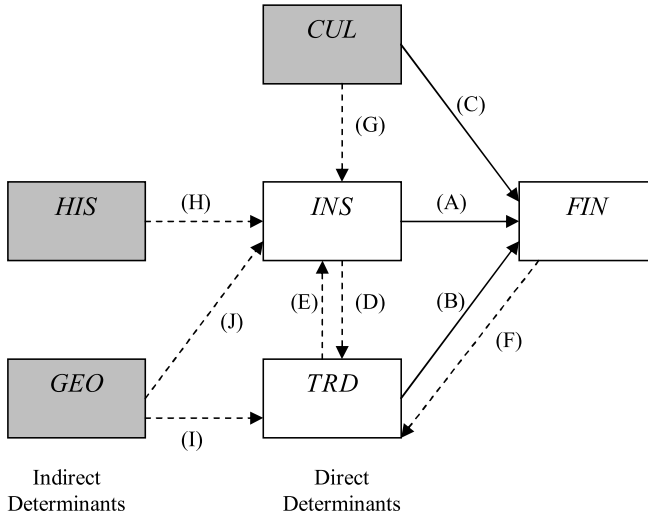 CUL
(C)
(G)
HIS
(H)
INS
(A)
FIN
(J)
(E)
(D)
(B)
(F)
GEO
(I)
TRD
Indirect
Determinants
Direct
Determinants